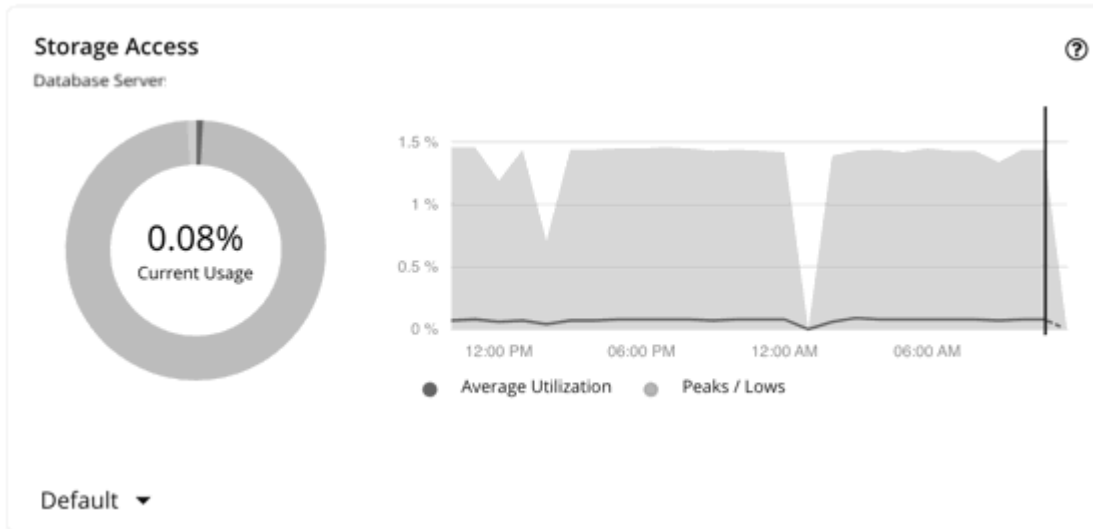 Storage Access
Database Server
0.08%
Current Usage
1.5 %
1 %
0.5 %
0 %
12:00 PM 06:00 PM 12:00 AM 06:00 AM
Average Utilization Peaks / Lows
Default